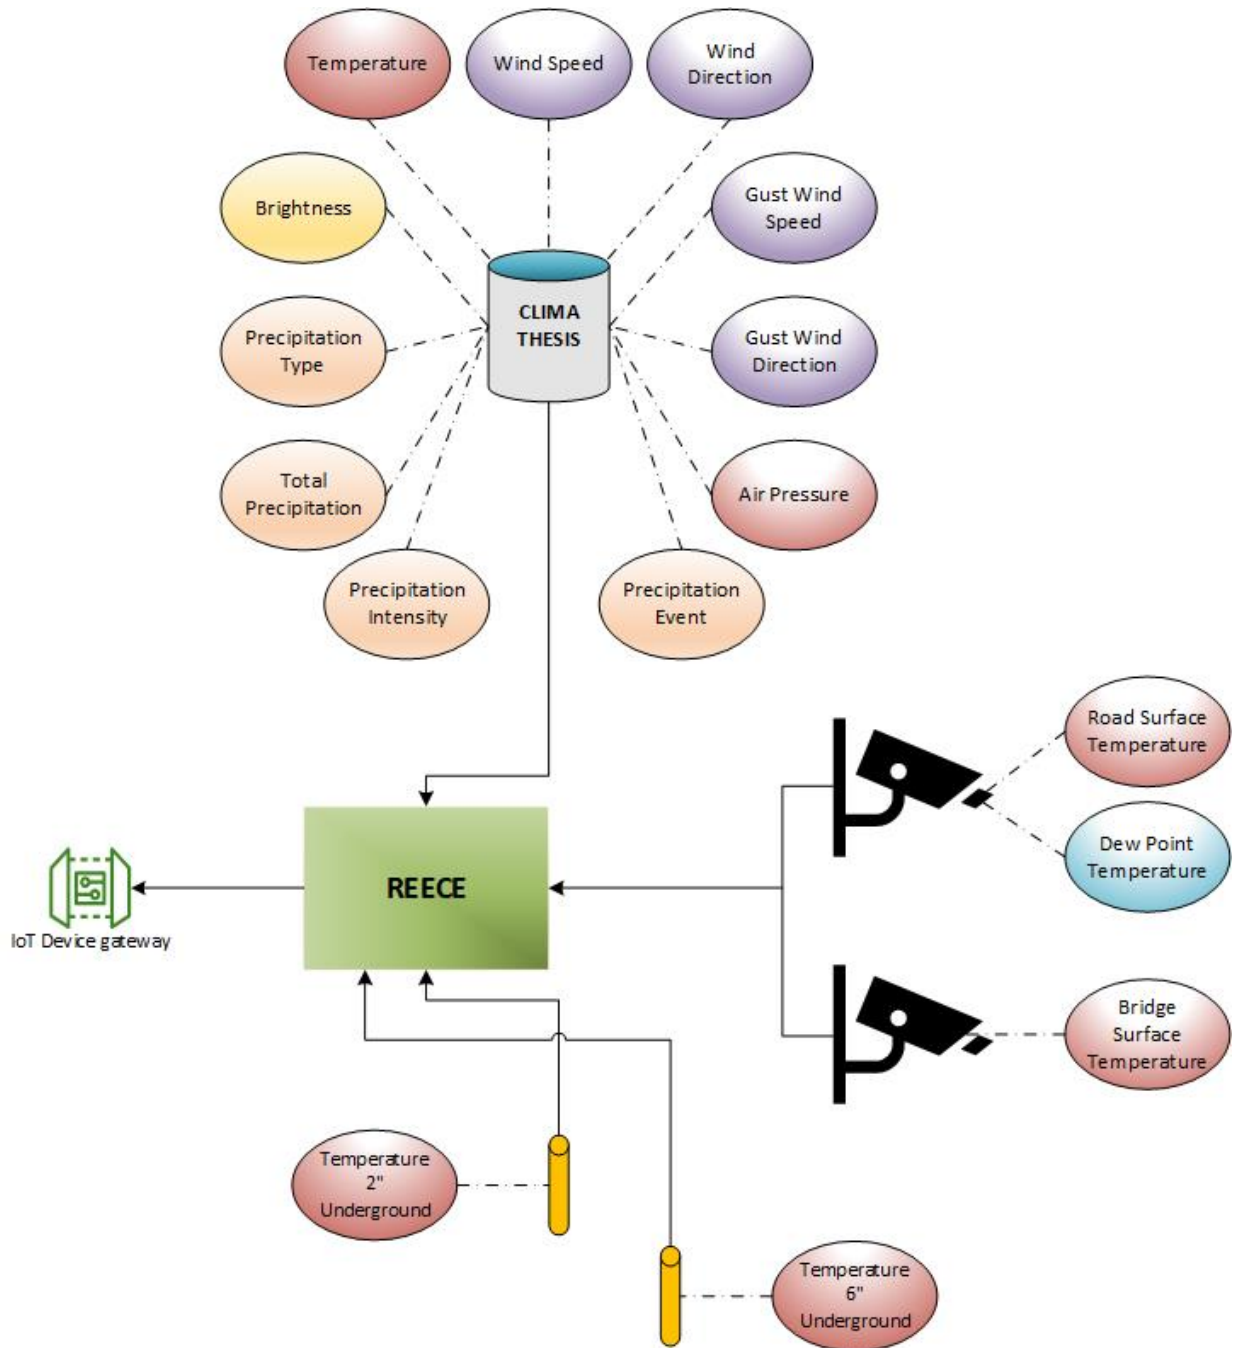 Temperature
Wind Speed
Wind
Direction
Brightness
Gust Wind
Speed
CLIMA
THESIS
Precipitation
Type
Gust Wind
Direction
Total
Precipitation
Air Pressure
Precipitation
Intensity
Precipitation
Event
Road Surface
Temperature
Dew Point
Temperature
REECE
IoT Device gateway
Bridge
Surface
Temperature
Temperature
2"
Underground
Temperature
6"
Underground